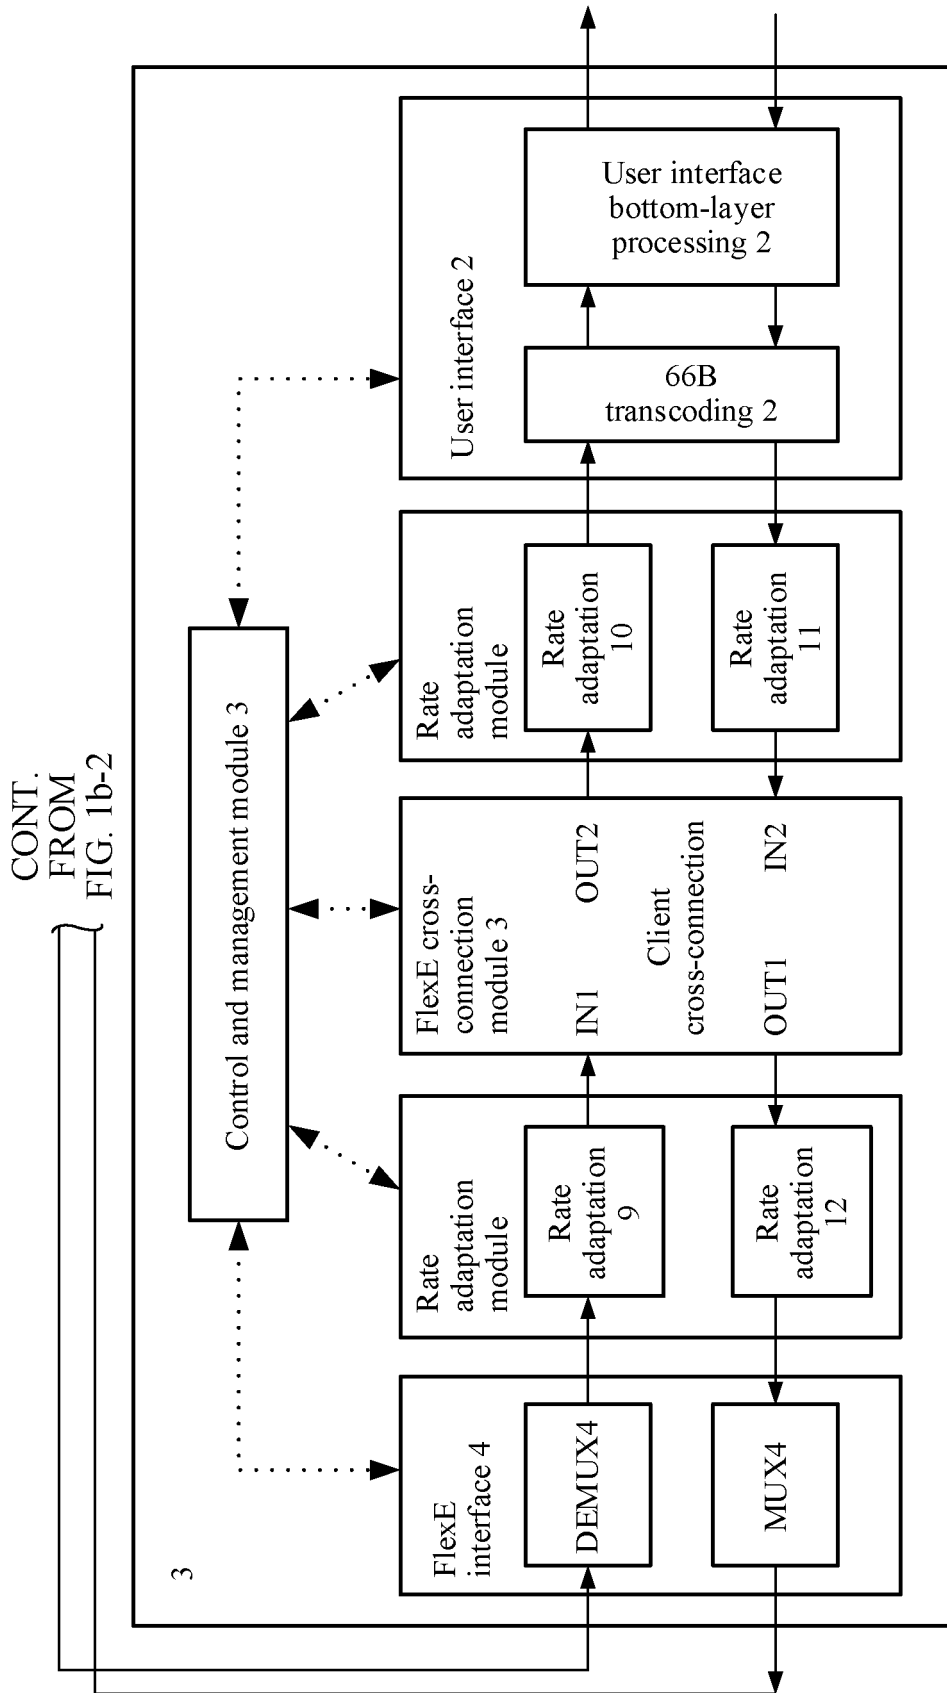 CONT.
FROM
FIG. 1b-2
3
Control and management module 3
FlexE
interface 4
DEMUX4
MUX4
Rate
adaptation
module
Rate
adaptation
9
Rate
adaptation
12
FlexE cross-
connection
module 3
IN1
OUT2
Client
cross-connection
OUT1
IN2
Rate
adaptation
module
Rate
adaptation
10
Rate
adaptation
11
User interface 2
66B
transcoding 2
User interface
bottom-layer
processing 2